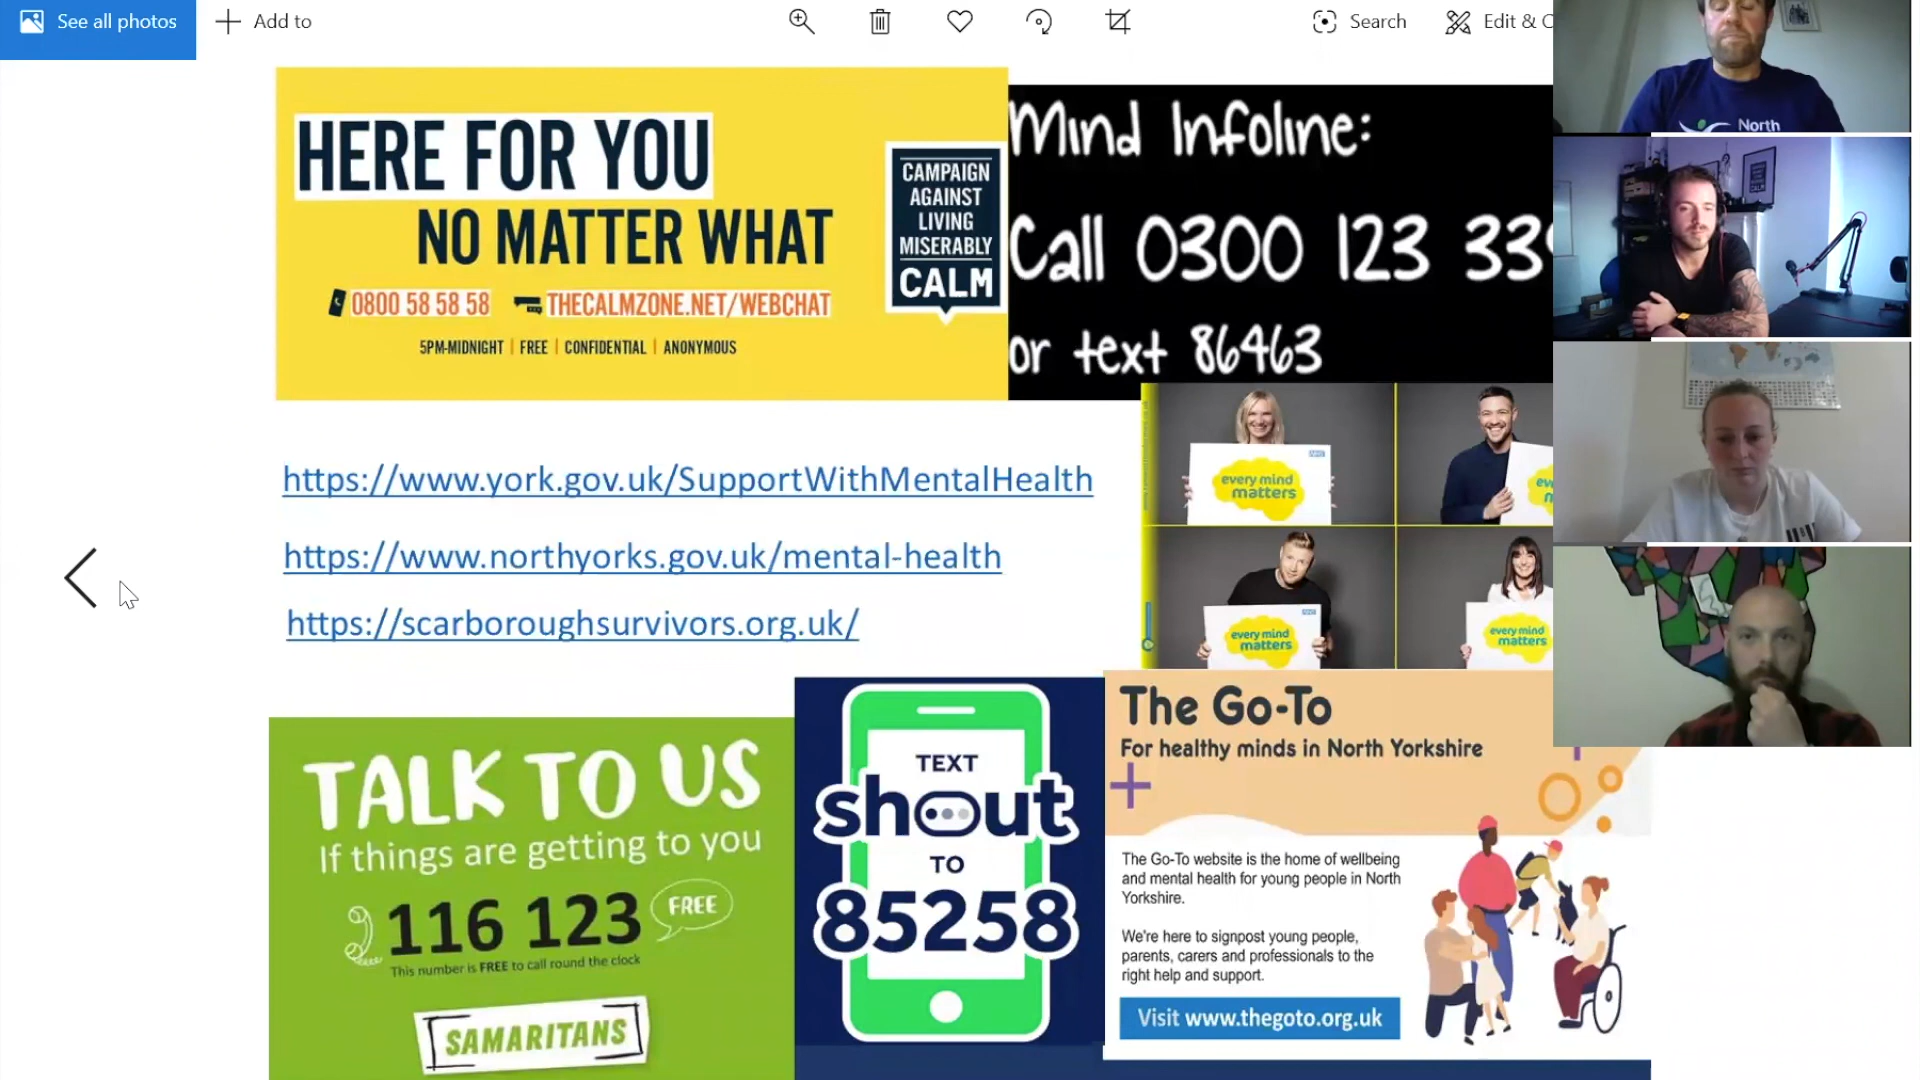 See all photos
Add to
Search
Edit &
North
HERE FOR YOU
NO MATTER WHAT
0800 58 58 58
THECALMZONE.NET/WEBCHAT
5PM-MIDNIGHT | FREE | CONFIDENTIAL | ANONYMOUS
CAMPAIGN
AGAINST
LIVING
MISERABLY
CALM
Mind Infoline:
Call 0300 123 33
or text 86463
https://www.york.gov.uk/SupportWithMentalHealth
https://www.northyorks.gov.uk/mental-health
https://scarboroughsurvivors.org.uk/
NHS
every mind
matters
NHS
every mind
matters
every mind
matters
TALK TO US
If things are getting to you
116 123
FREE
This number is FREE to call round the clock
SAMARITANS
TEXT
shout
TO
85258
The Go-To
For healthy minds in North Yorkshire
The Go-To website is the home of wellbeing
and mental health for young people in North
Yorkshire.
We're here to signpost young people,
parents, carers and professionals to the
right help and support.
Visit www.thegoto.org.uk